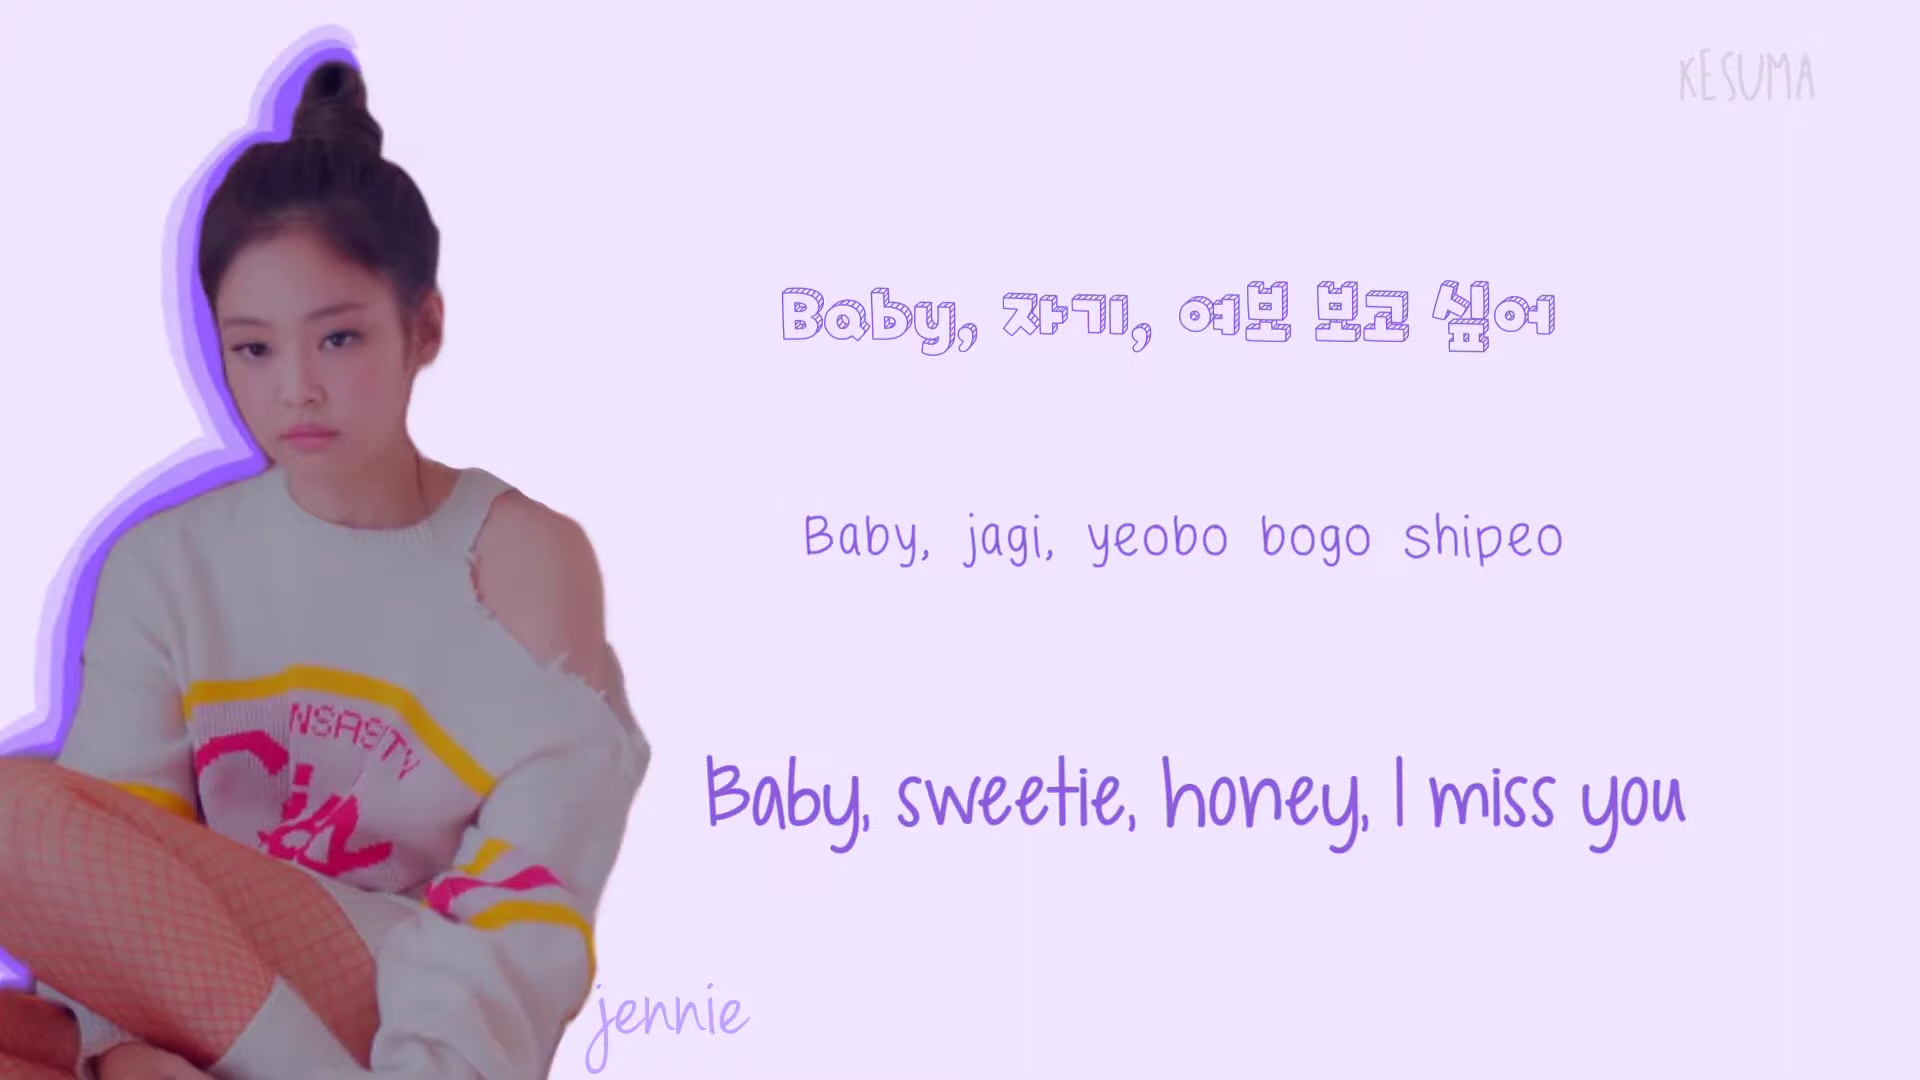 KESUMA
Baby, 자기, 여보 보고 싶어
Baby, jagi, yeobo bogo shipeo
NSASITY
Baby, sweetie, honey, I miss you
jennie